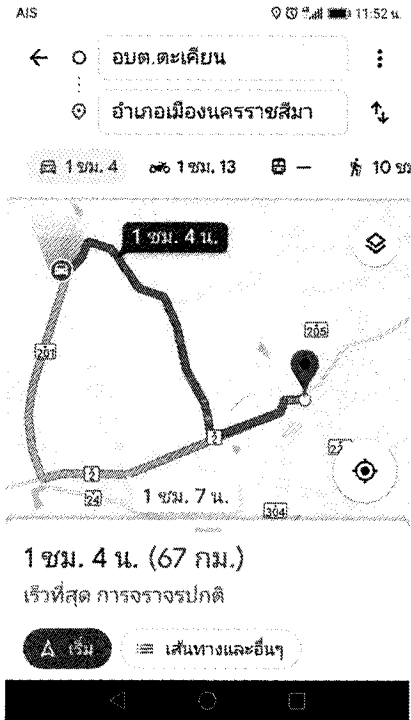 AIS 11:52 น.
อบต.ตะเคียน
อำเภอเมืองนครราชสีมา
1 ชม. 4 1 ชม. 13 — 10 ชม
1 ชม. 4 น.
205
201
2
2
24
1 ชม. 7 น.
304
1 ชม. 4 น. (67 กม.)
เร็วที่สุด การจราจรปกติ
เริ่ม เส้นทางและอื่นๆ